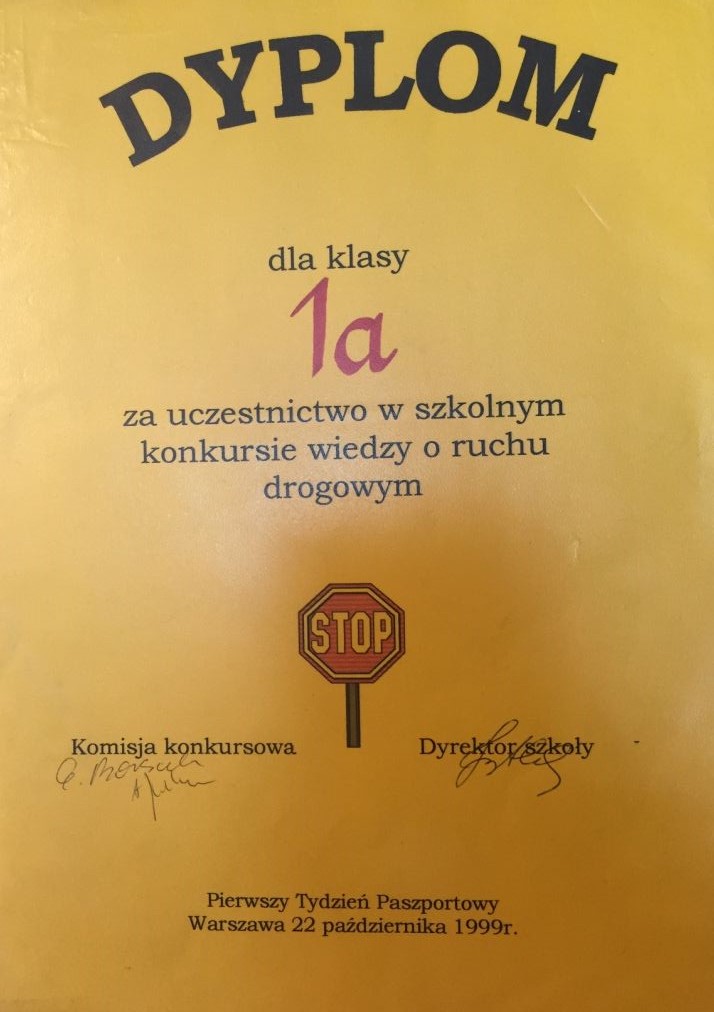 DYPLOM
dla klasy
1a
za uczestnictwo w szkolnym
konkursie wiedzy o ruchu
drogowym
STOP
Komisja konkursowa
Dyrektor szkoły
Pierwszy Tydzień Paszportowy
Warszawa 22 października 1999r.